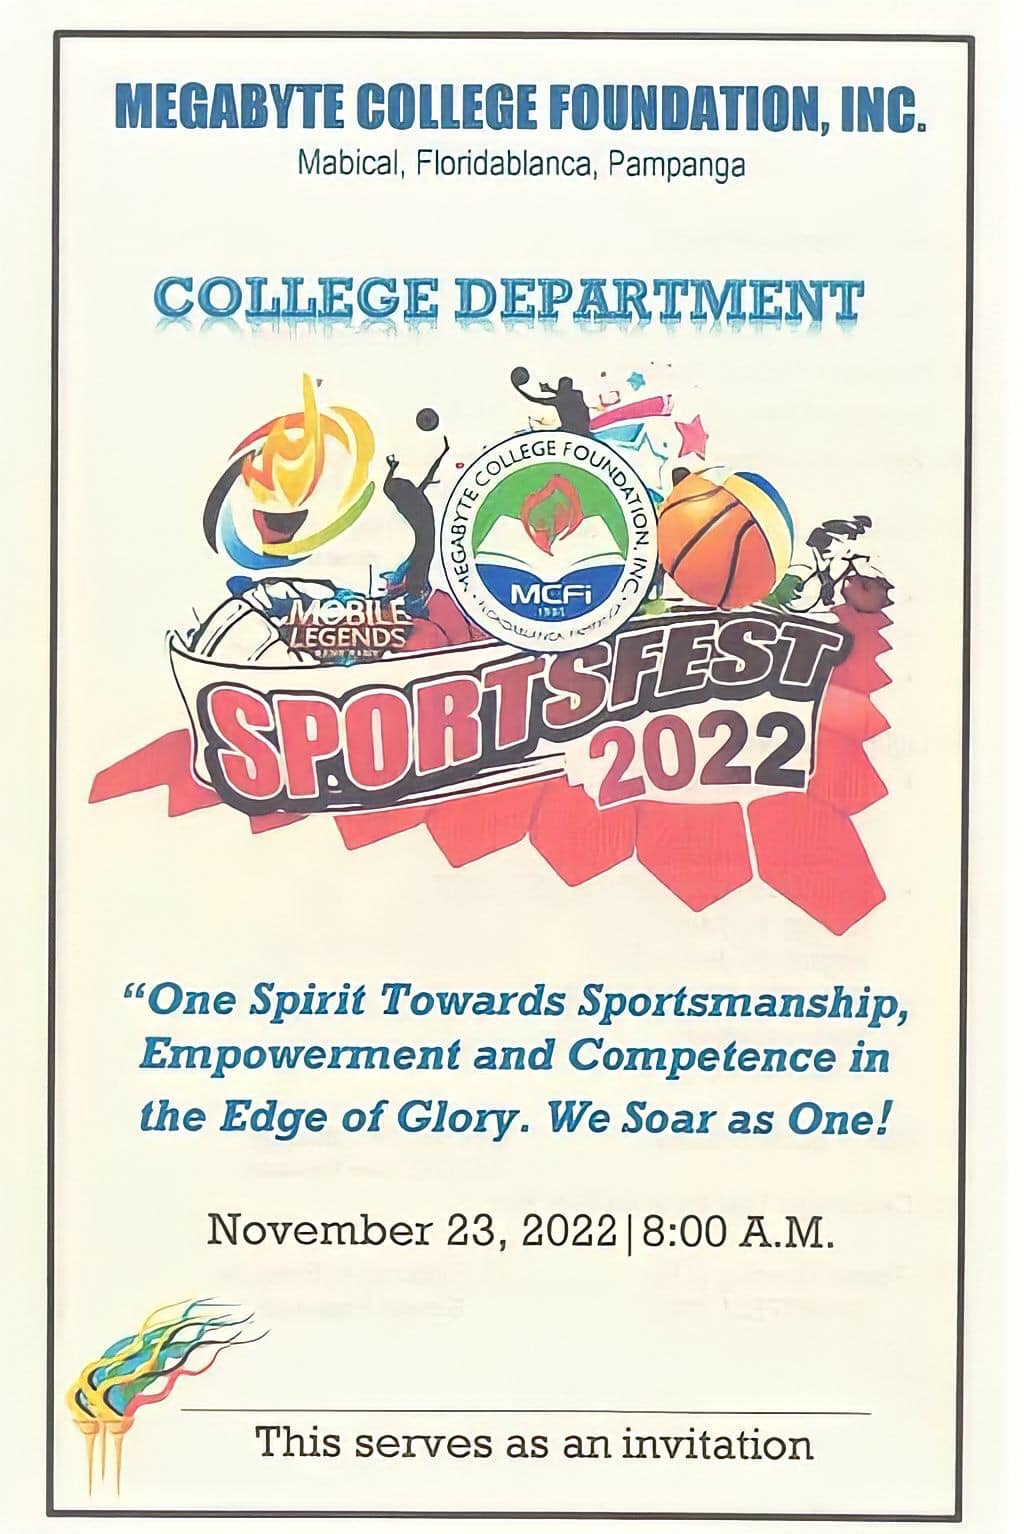 MEGABYTE COLLEGE FOUNDATION, INC.
Mabical, Floridablanca, Pampanga
COLLEGE DEPARTMENT
MEGABYTE COLLEGE FOUNDATION, INC.
MCFi
MOBILE
LEGENDS
SPORTSFEST
2022
“One Spirit Towards Sportsmanship,
Empowerment and Competence in
the Edge of Glory. We Soar as One!
November 23, 2022|8:00 A.M.
This serves as an invitation